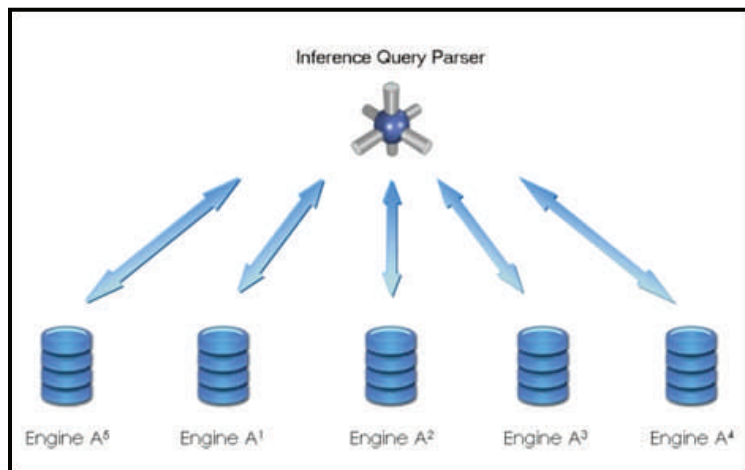 Inference Query Parser
Engine A⁵
Engine A¹
Engine A²
Engine A³
Engine A⁴